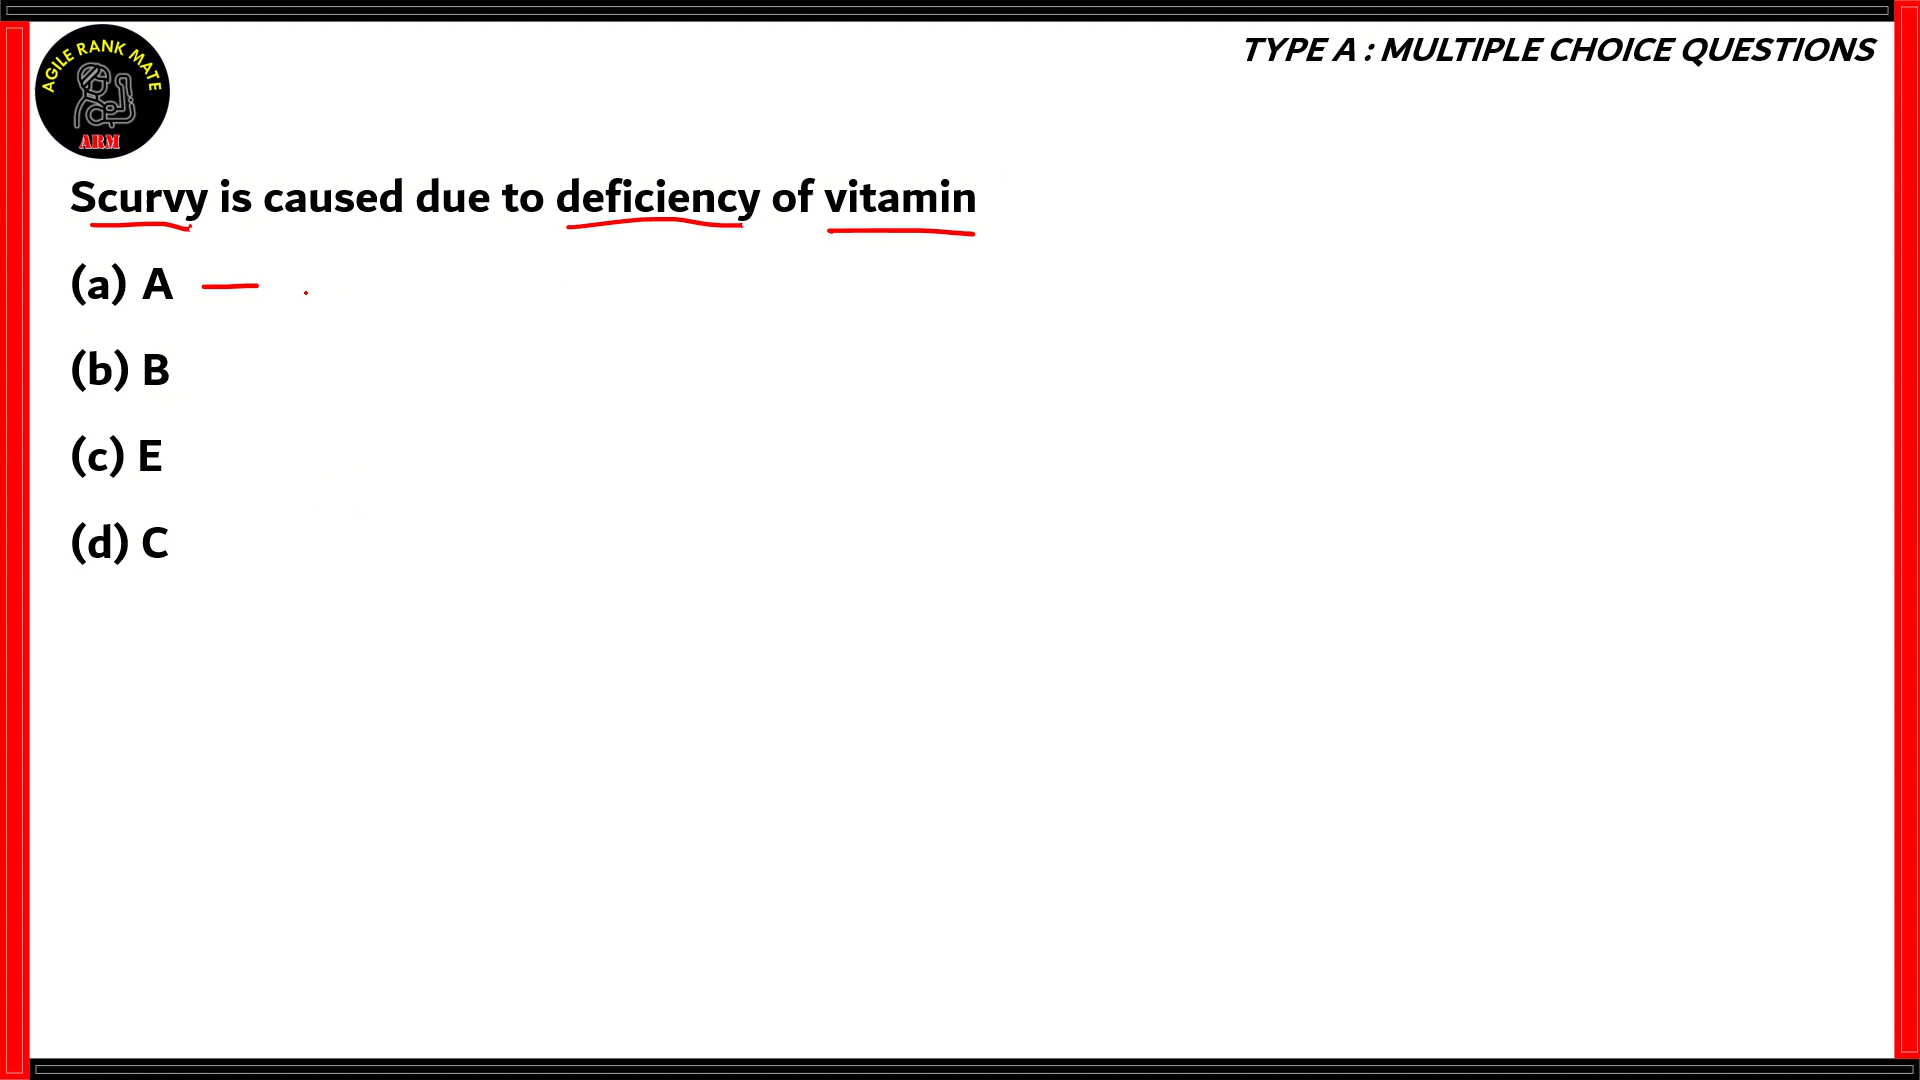 AGILE RANK MATE
ARM
TYPE A : MULTIPLE CHOICE QUESTIONS
Scurvy is caused due to deficiency of vitamin
(a) A
(b) B
(c) E
(d) C